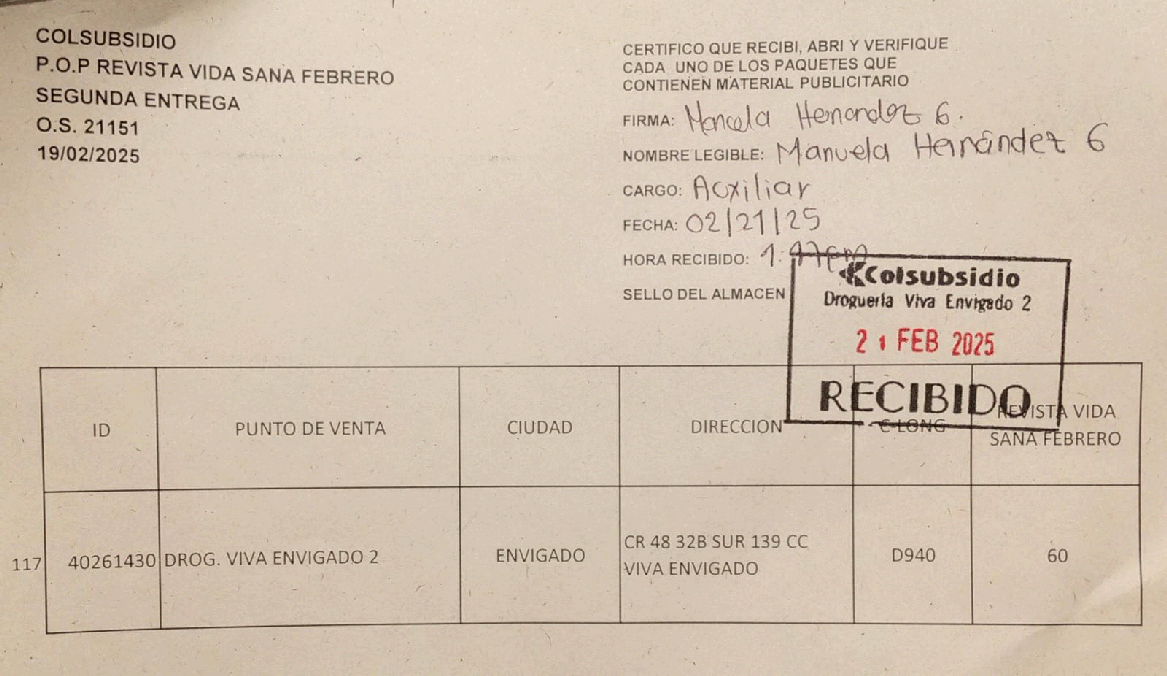 COLSUBSIDIO
P.O.P REVISTA VIDA SANA FEBRERO
SEGUNDA ENTREGA
O.S. 21151
19/02/2025
CERTIFICO QUE RECIBI, ABRI Y VERIFIQUE
CADA UNO DE LOS PAQUETES QUE
CONTIENEN MATERIAL PUBLICITARIO
FIRMA: Hernandez G.
NOMBRE LEGIBLE: Manuela Hernández G
CARGO: Auxiliar
FECHA: 02/21/25
HORA RECIBIDO:
SELLO DEL ALMACEN
Colsubsidio
Droguería Viva Envigado 2
21 FEB 2025
RECIBIDO
ID PUNTO DE VENTA CIUDAD DIRECCION C-LONG REVISTA VIDA
SANA FEBRERO
117 40261430 DROG. VIVA ENVIGADO 2 ENVIGADO CR 48 32B SUR 139 CC
VIVA ENVIGADO D940 60